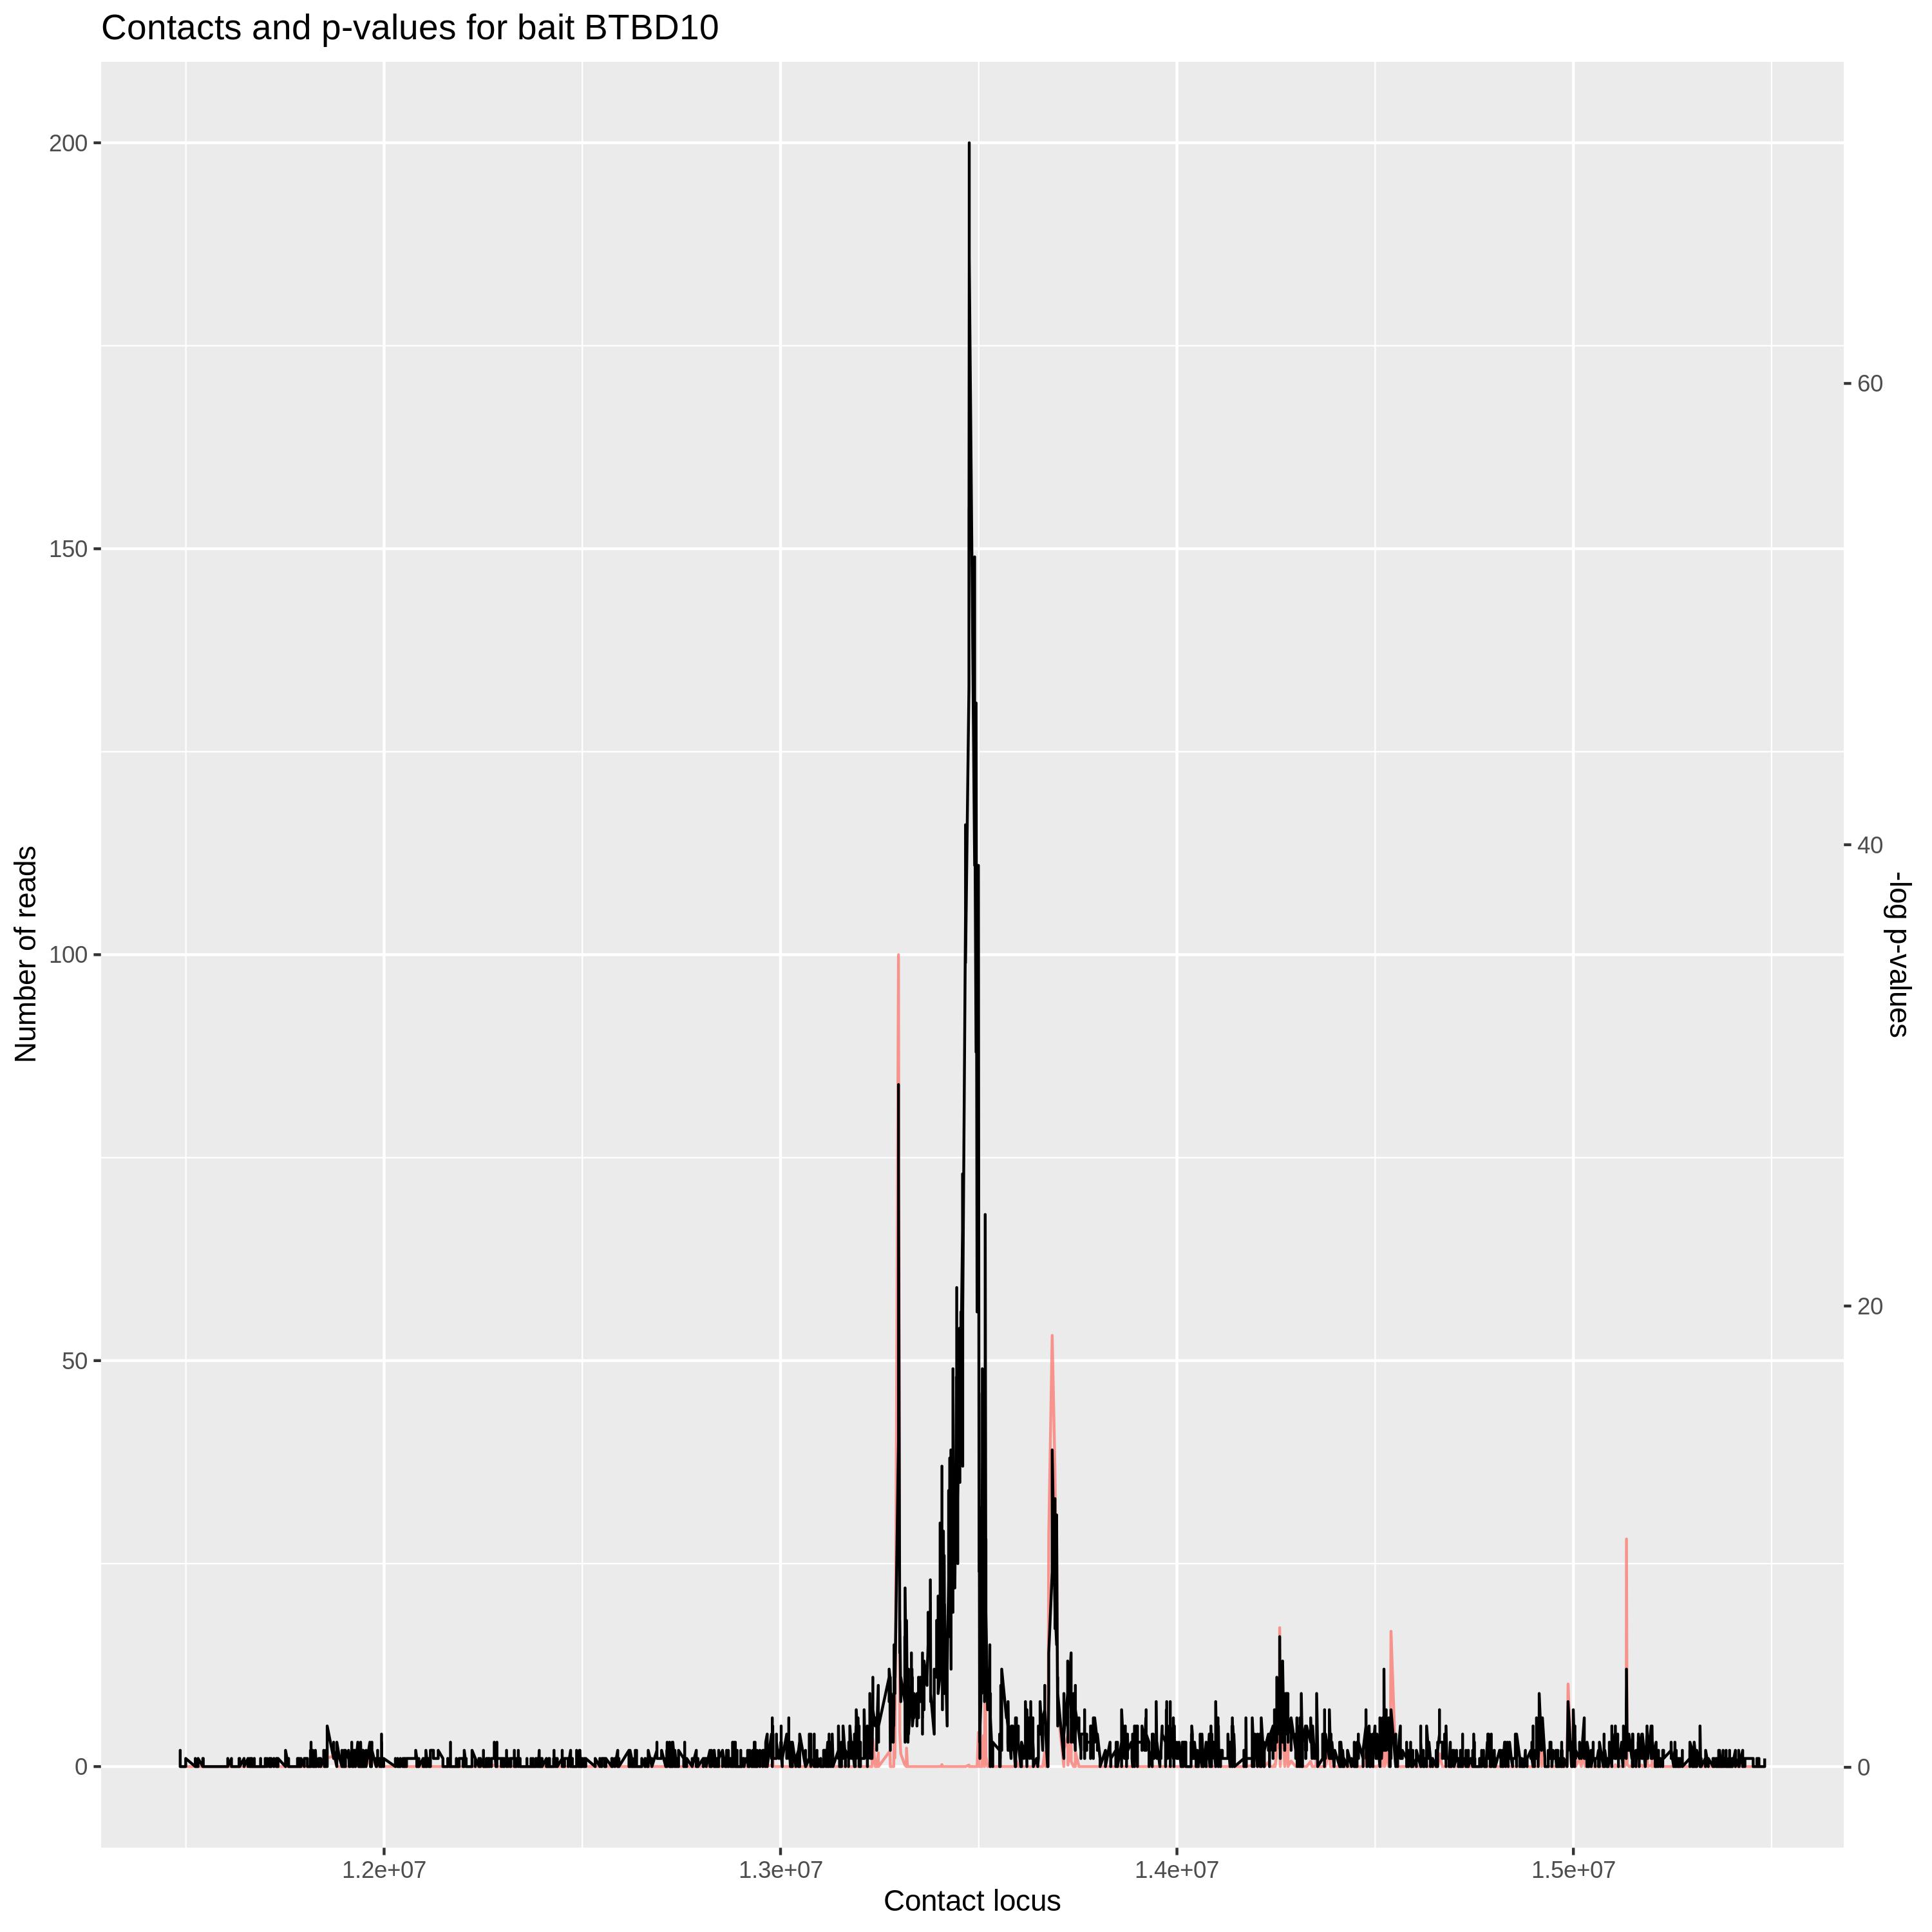 Contacts and p-values for bait BTBD10
200
150
100
50
0
Number of reads
60
40
20
0
-log p-values
1.2e+07
1.3e+07
1.4e+07
1.5e+07
Contact locus